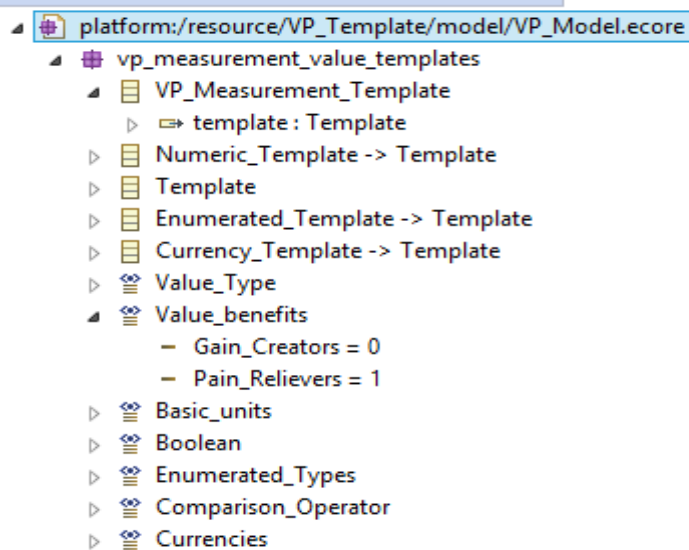 platform:/resource/VP_Template/model/VP_Model.ecore
vp_measurement_value_templates
VP_Measurement_Template
template : Template
Numeric_Template -> Template
Template
Enumerated_Template -> Template
Currency_Template -> Template
Value_Type
Value_benefits
Gain_Creators = 0
Pain_Relievers = 1
Basic_units
Boolean
Enumerated_Types
Comparison_Operator
Currencies